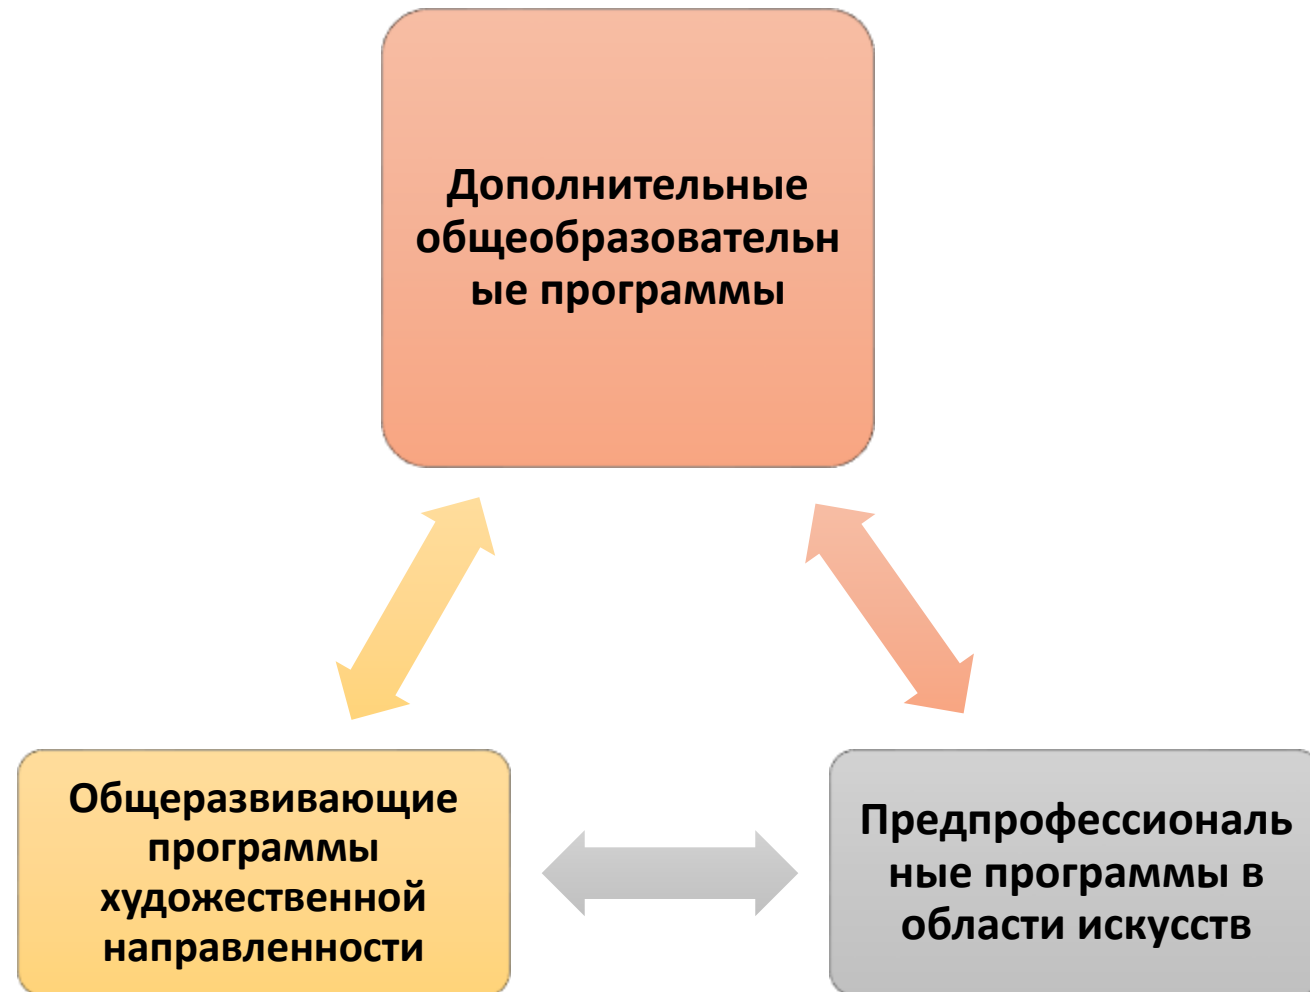 Дополнительные
общеобразовательн
ые программы
Общеразвивающие
программы
художественной
направленности
Предпрофессиональ
ные программы в
области искусств